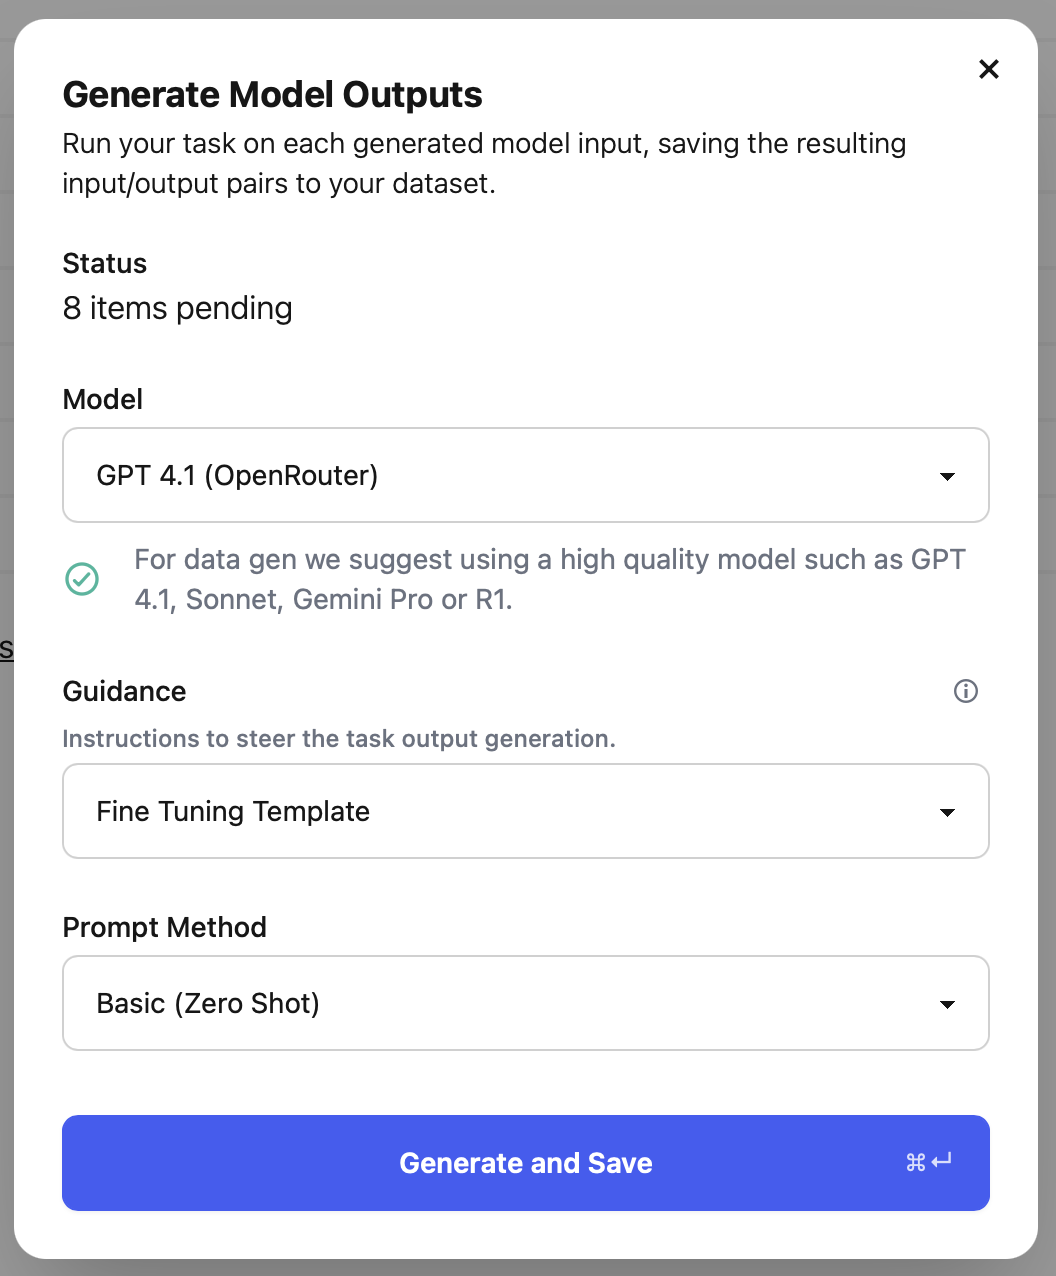 Generate Model Outputs
Run your task on each generated model input, saving the resulting
input/output pairs to your dataset.
Status
8 items pending
Model
GPT 4.1 (OpenRouter)
For data gen we suggest using a high quality model such as GPT
4.1, Sonnet, Gemini Pro or R1.
s
Guidance
Instructions to steer the task output generation.
Fine Tuning Template
Prompt Method
Basic (Zero Shot)
Generate and Save ⌘↵